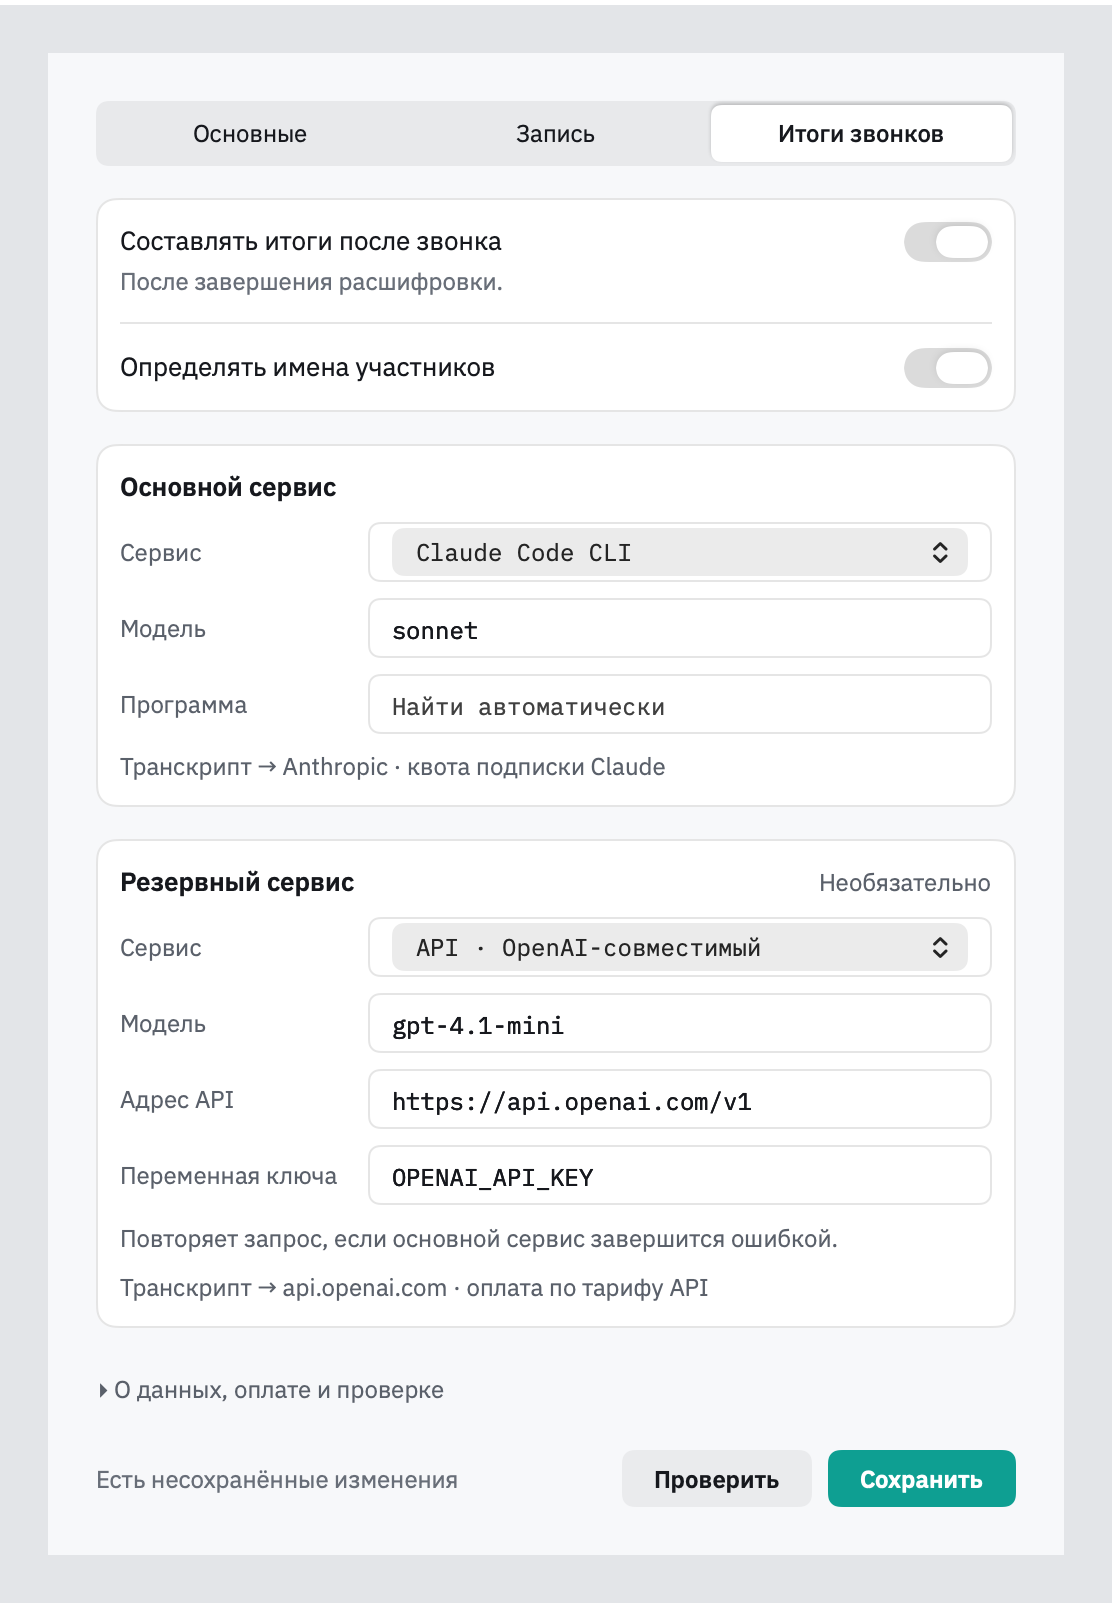 Основные
Запись
Итоги звонков
Составлять итоги после звонка
После завершения расшифровки.
Определять имена участников
Основной сервис
Сервис
Claude Code CLI
Модель
sonnet
Программа
Найти автоматически
Транскрипт → Anthropic · квота подписки Claude
Резервный сервис
Необязательно
Сервис
API · OpenAI-совместимый
Модель
gpt-4.1-mini
Адрес API
https://api.openai.com/v1
Переменная ключа
OPENAI_API_KEY
Повторяет запрос, если основной сервис завершится ошибкой.
Транскрипт → api.openai.com · оплата по тарифу API
О данных, оплате и проверке
Есть несохранённые изменения
Проверить
Сохранить